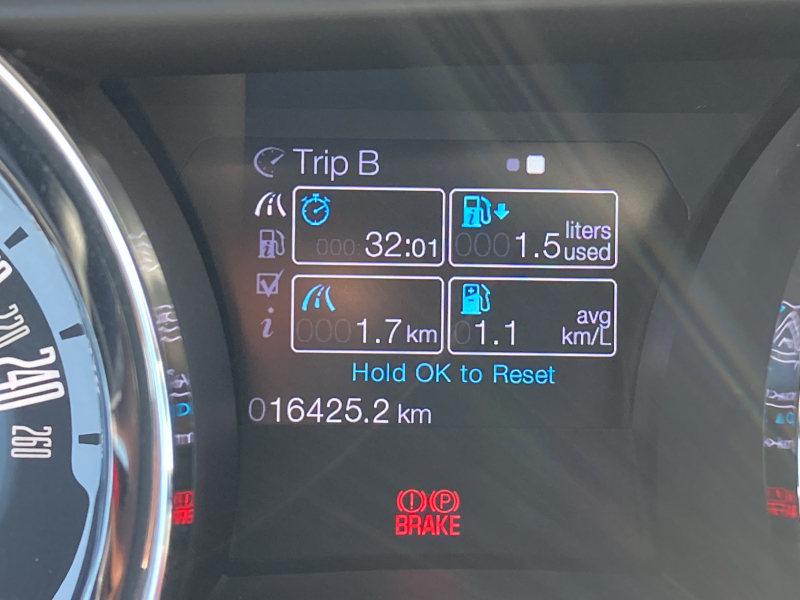 Trip B
000:32:01
0001.5 liters used
0001.7 km
01.1 avg km/L
Hold OK to Reset
016425.2 km
BRAKE
220
240
260